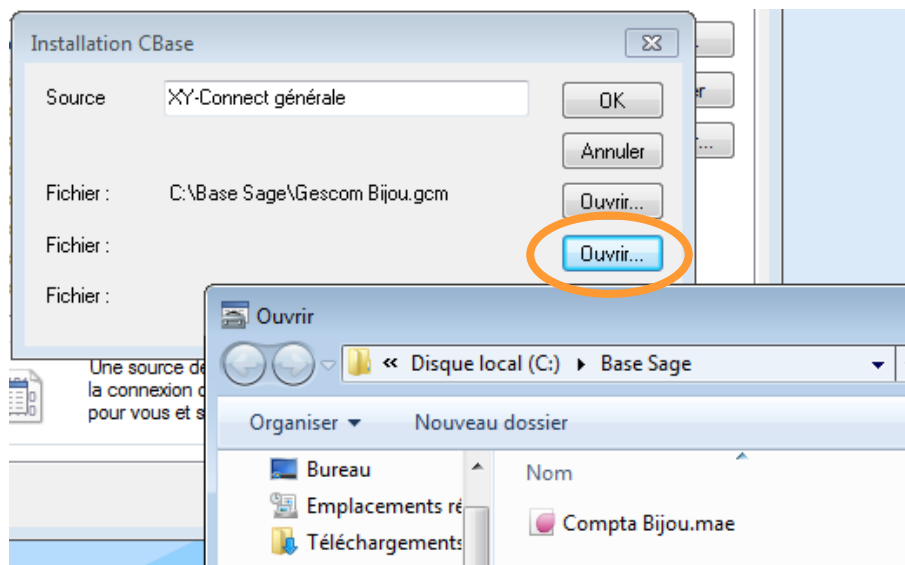 Installation CBase
Source XY-Connect générale OK
Annuler
Fichier : C:\Base Sage\Gescom Bijou.gcm Ouvrir...
Fichier : Ouvrir...
Fichier :
Une source de
la connexion
pour vous et s
Ouvrir
« Disque local (C:) Base Sage
Organiser Nouveau dossier
Bureau Nom
Emplacements ré
Compta Bijou.mae
Téléchargements